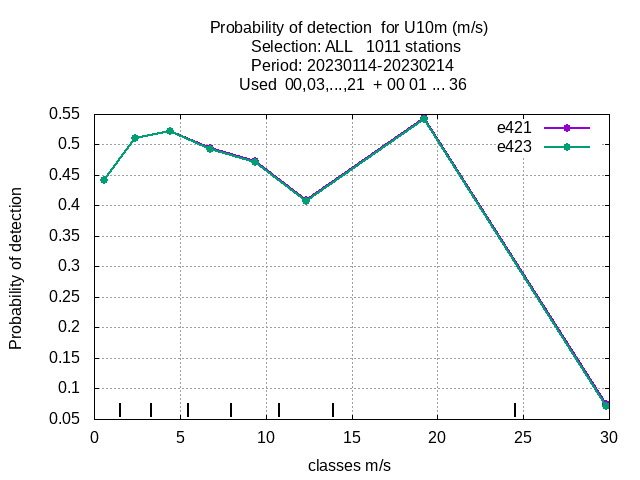 Probability of detection  for U10m (m/s)
Selection: ALL   1011 stations
Period: 20230114-20230214
Used  00,03,...,21  + 00 01 ... 36
e421
e423
0.55
0.5
0.45
0.4
0.35
0.3
0.25
0.2
0.15
0.1
0.05
Probability of detection
0 5 10 15 20 25 30
classes m/s